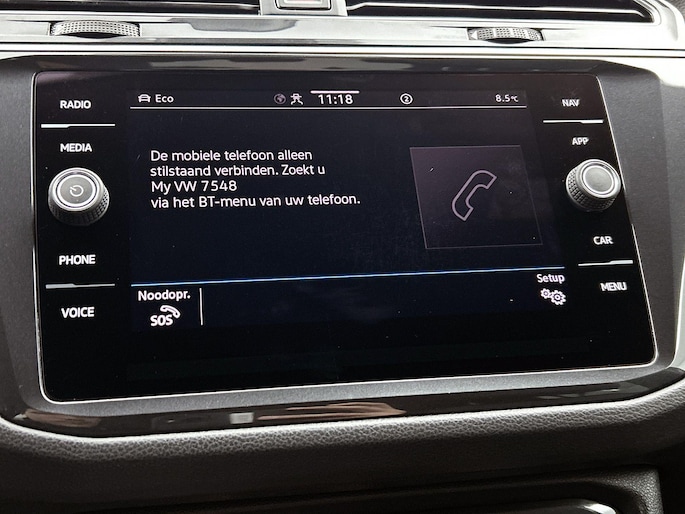 RADIO
MEDIA
PHONE
VOICE
Eco
11:18
2
8.5°C
De mobiele telefoon alleen
stilstaand verbinden. Zoekt u
My VW 7548
via het BT-menu van uw telefoon.
Noodopr.
SOS
Setup
NAV
APP
CAR
MENU